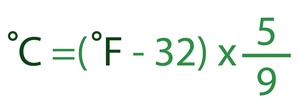 °C =(°F - 32) x 5/9